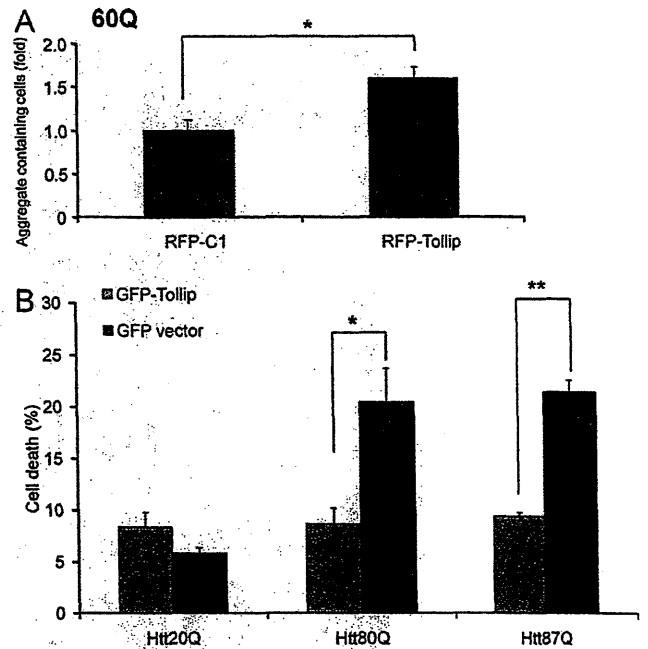 A 60Q
*
Aggregate containing cells (fold)
2.0
1.5
1.0
0.5
0
RFP-C1 RFP-Tollip
B
GFP-Tollip
GFP vector
*
**
Cell death (%)
30
25
20
15
10
5
0
Htt20Q Htt80Q Htt87Q